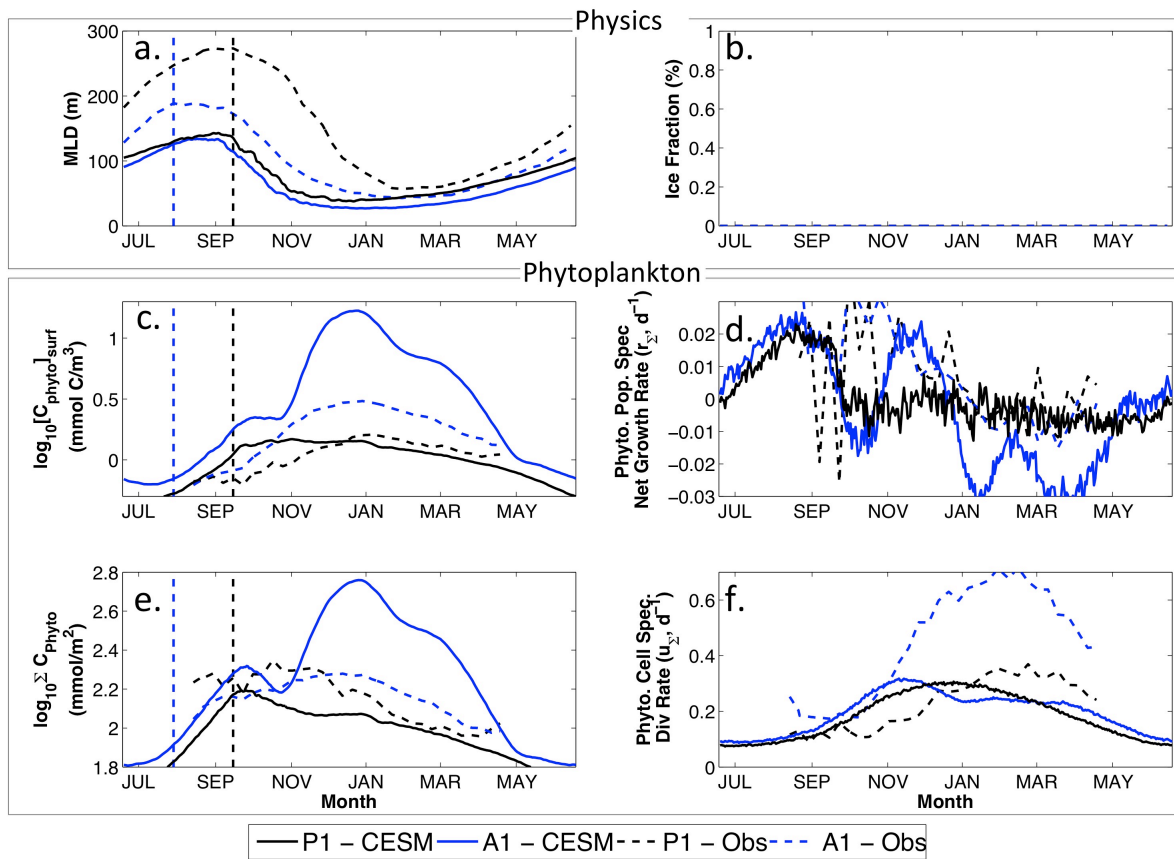 Physics
a.
MLD (m)
300
200
100
0
JUL SEP NOV JAN MAR MAY
b.
Ice Fraction (%)
1
0.8
0.6
0.4
0.2
0
JUL SEP NOV JAN MAR MAY
Phytoplankton
c.
log10[Cphyto]surf
(mmol C/m3)
1
0.5
0
JUL SEP NOV JAN MAR MAY
d.
Phyto. Pop. Spec.
Net Growth Rate (rΣ, d−1)
0.02
0.01
0
−0.01
−0.02
−0.03
JUL SEP NOV JAN MAR MAY
e.
log10Σ CPhyto
(mmol/m2)
2.8
2.6
2.4
2.2
2
1.8
JUL SEP NOV JAN MAR MAY
Month
f.
Phyto. Cell Spec.
Div Rate (uΣ, d−1)
0.6
0.4
0.2
0
JUL SEP NOV JAN MAR MAY
Month
P1 − CESM A1 − CESM P1 − Obs A1 − Obs